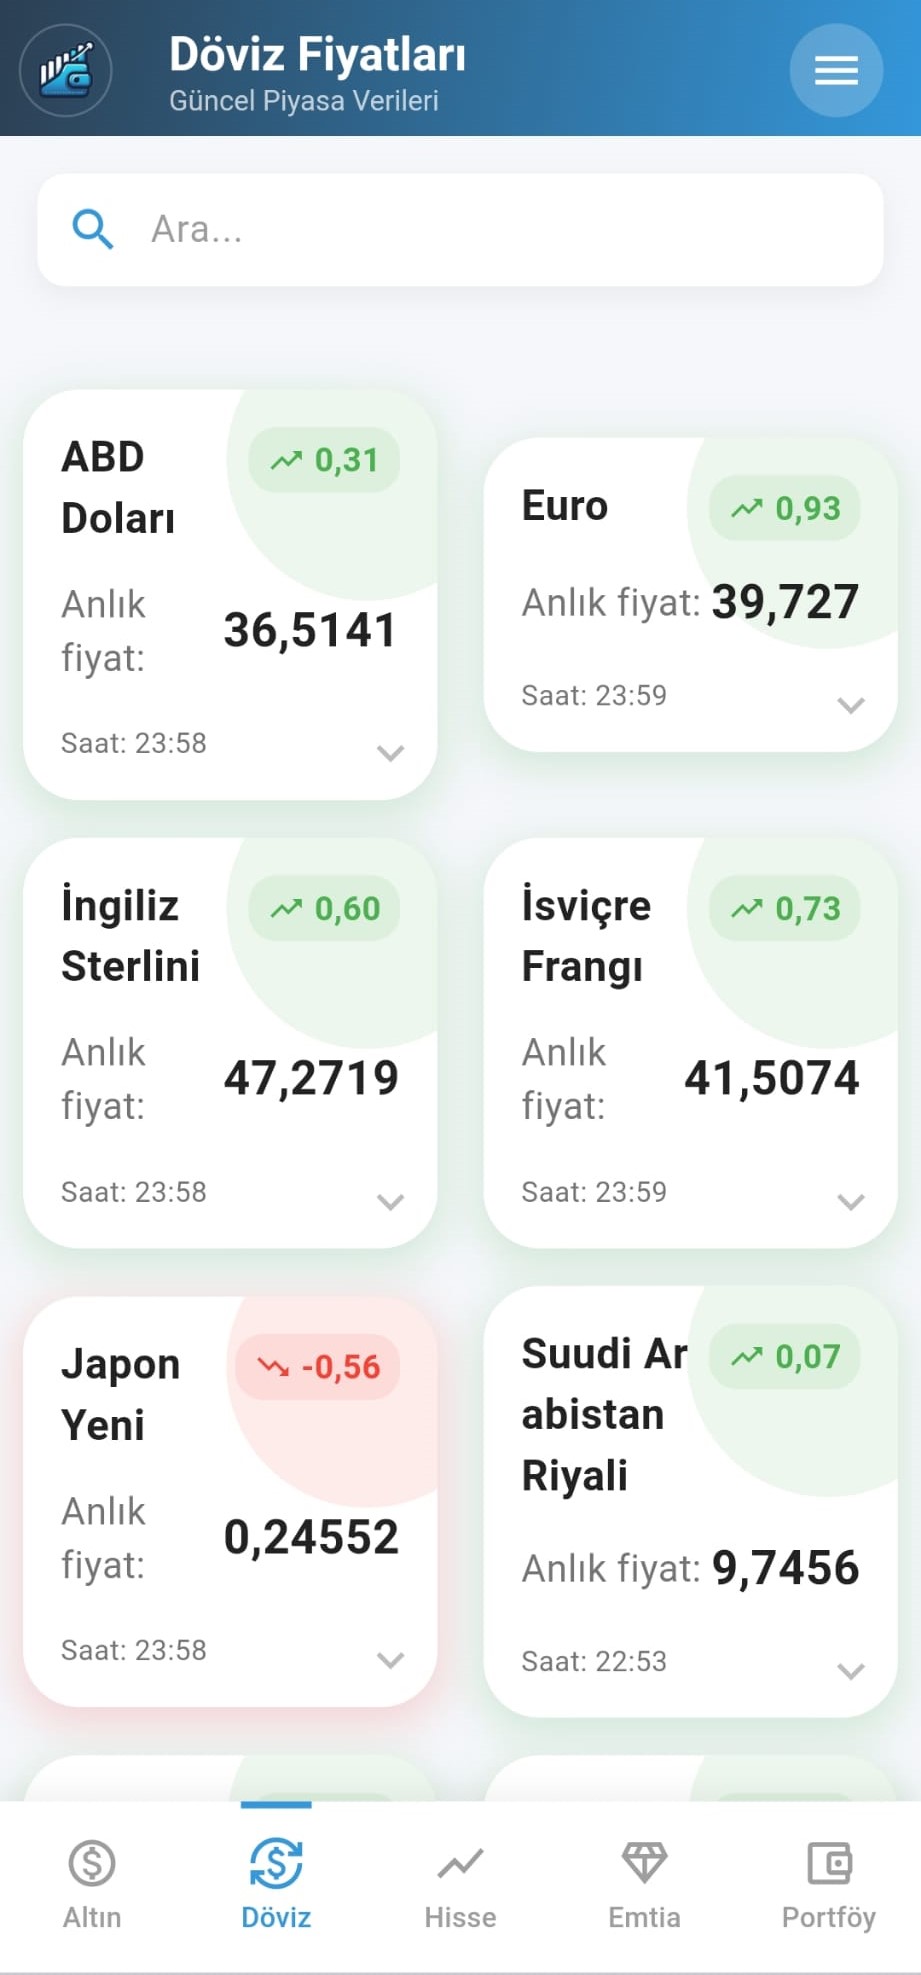 Döviz Fiyatları
Güncel Piyasa Verileri
Ara...
ABD
Doları
0,31
Anlık
fiyat:
36,5141
Saat: 23:58
Euro
0,93
Anlık fiyat: 39,727
Saat: 23:59
İngiliz
Sterlini
0,60
Anlık
fiyat:
47,2719
Saat: 23:58
İsviçre
Frangı
0,73
Anlık
fiyat:
41,5074
Saat: 23:59
Japon
Yeni
-0,56
Anlık
fiyat:
0,24552
Saat: 23:58
Suudi Ar
abistan
Riyali
0,07
Anlık fiyat: 9,7456
Saat: 22:53
Altın
Döviz
Hisse
Emtia
Portföy